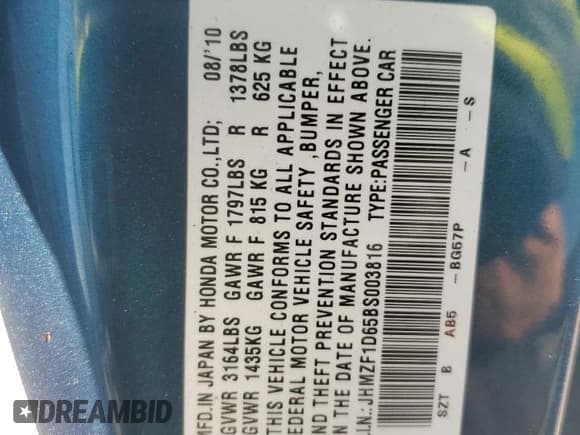 MFD.IN JAPAN BY HONDA MOTOR CO.,LTD; 08/'10
GVWR 3164LBS GAWR F 1797LBS R 1378LBS
GVWR 1435KG GAWR F 815 KG R 625 KG
THIS VEHICLE CONFORMS TO ALL APPLICABLE
EDERAL MOTOR VEHICLE SAFETY ,BUMPER,
ND THEFT PREVENTION STANDARDS IN EFFECT
N THE DATE OF MANUFACTURE SHOWN ABOVE.
.I.N.: JHMZF1D65BS003816 TYPE:PASSENGER CAR
SZT B AB5 -BG57P -A -S
DREAMBID